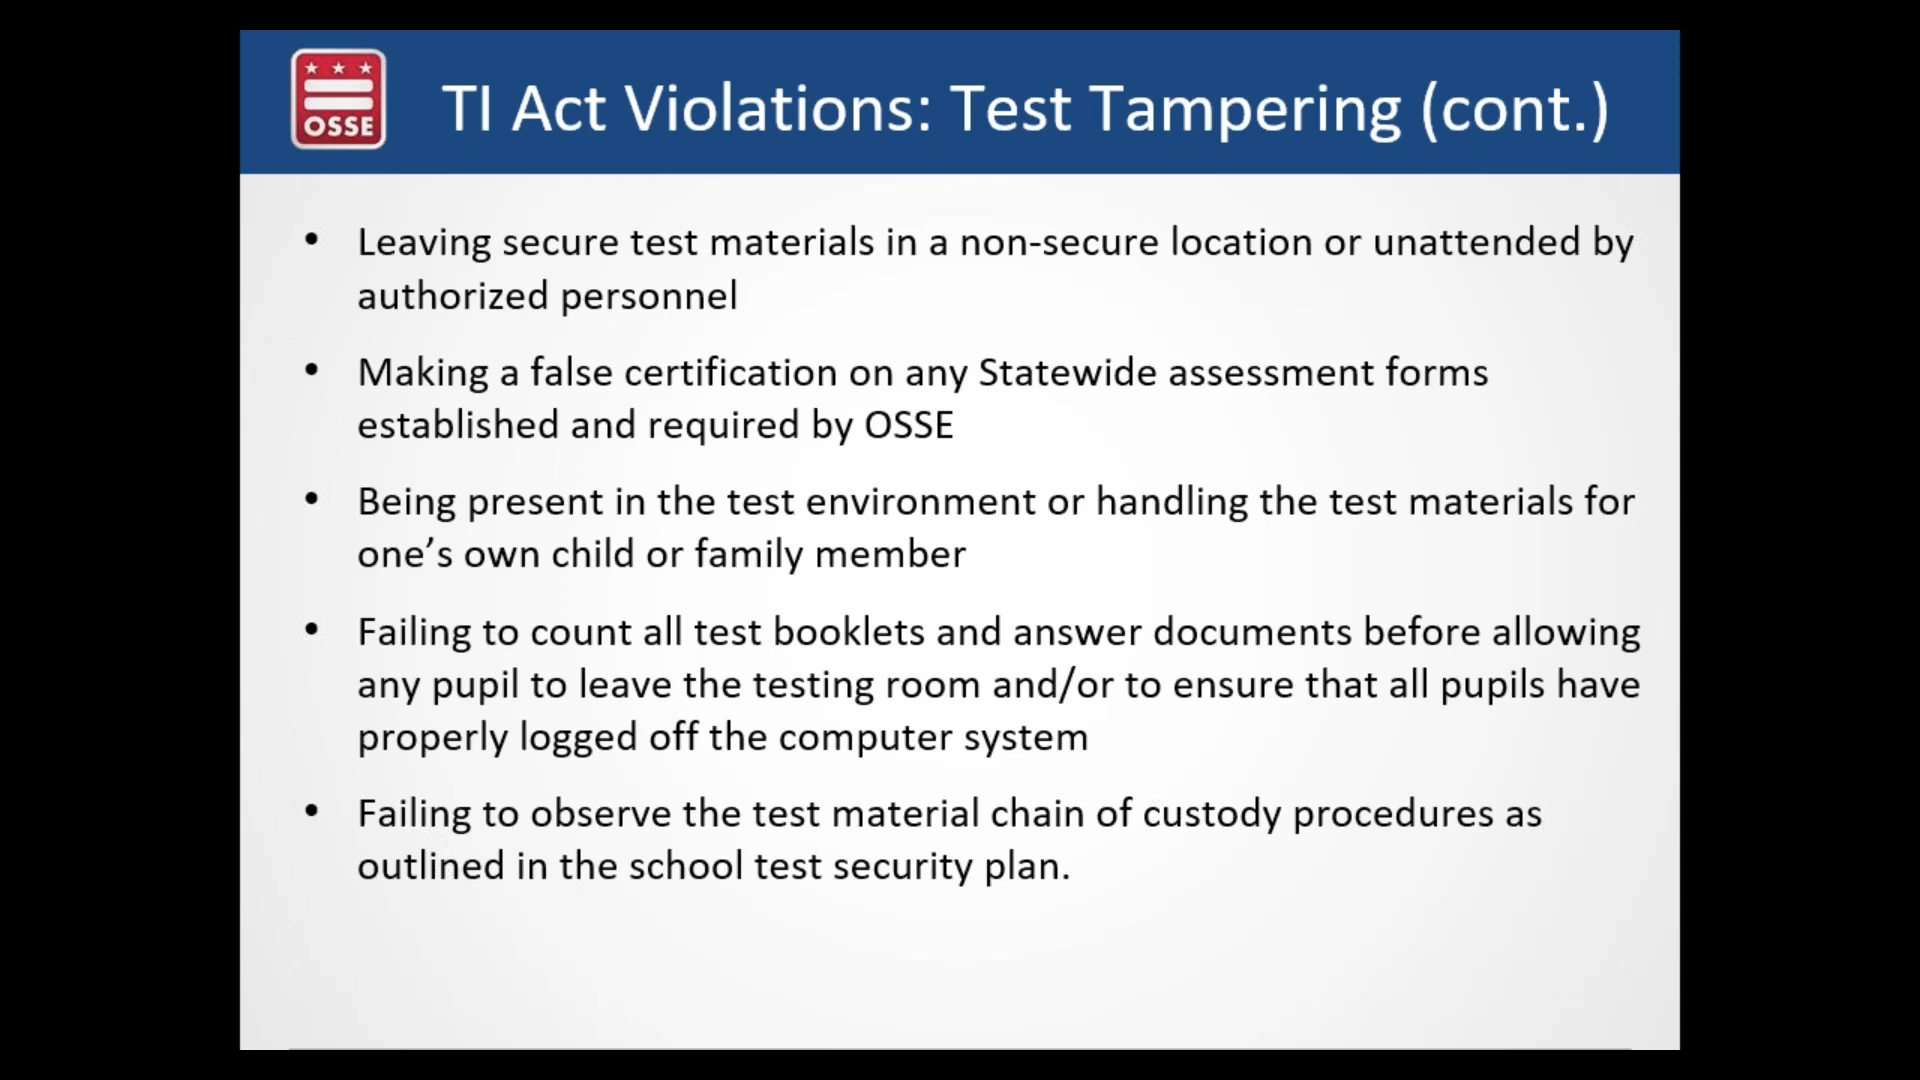 OSSE
TI Act Violations: Test Tampering (cont.)
• Leaving secure test materials in a non-secure location or unattended by
authorized personnel
• Making a false certification on any Statewide assessment forms
established and required by OSSE
• Being present in the test environment or handling the test materials for
one’s own child or family member
• Failing to count all test booklets and answer documents before allowing
any pupil to leave the testing room and/or to ensure that all pupils have
properly logged off the computer system
• Failing to observe the test material chain of custody procedures as
outlined in the school test security plan.